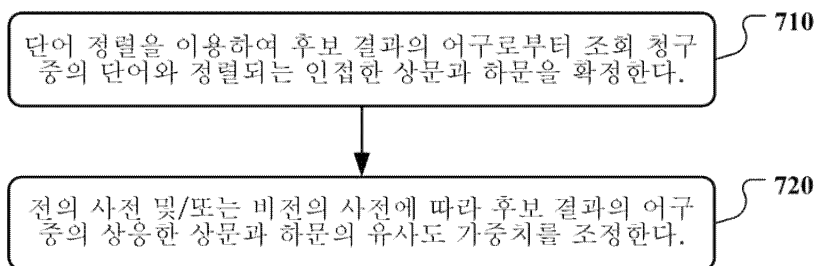 단어 정렬을 이용하여 후보 결과의 어구로부터 조회 청구
중의 단어와 정렬되는 인접한 상문과 하문을 확정한다.
710
전의 사전 및/또는 비전의 사전에 따라 후보 결과의 어구
중의 상응한 상문과 하문의 유사도 가중치를 조정한다.
720